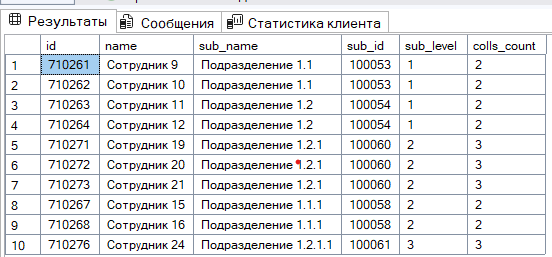 Результаты Сообщения Статистика клиента
id name sub_name sub_id sub_level colls_count
1 710261 Сотрудник 9 Подразделение 1.1 100053 1 2
2 710262 Сотрудник 10 Подразделение 1.1 100053 1 2
3 710263 Сотрудник 11 Подразделение 1.2 100054 1 2
4 710264 Сотрудник 12 Подразделение 1.2 100054 1 2
5 710271 Сотрудник 19 Подразделение 1.2.1 100060 2 3
6 710272 Сотрудник 20 Подразделение 1.2.1 100060 2 3
7 710273 Сотрудник 21 Подразделение 1.2.1 100060 2 3
8 710267 Сотрудник 15 Подразделение 1.1.1 100058 2 2
9 710268 Сотрудник 16 Подразделение 1.1.1 100058 2 2
10 710276 Сотрудник 24 Подразделение 1.2.1.1 100061 3 3